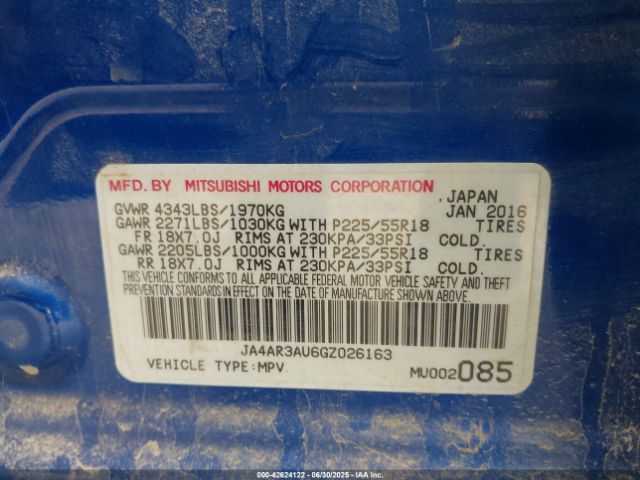 MFD. BY MITSUBISHI MOTORS CORPORATION
, JAPAN
GVWR 4343LBS/1970KG JAN 2016
GAWR 2271LBS/1030KG WITH P225/55R18 TIRES
FR 18X7.0J RIMS AT 230KPA/33PSI COLD.
GAWR 2205LBS/1000KG WITH P225/55R18 TIRES
RR 18X7.0J RIMS AT 230KPA/33PSI COLD.
THIS VEHICLE CONFORMS TO ALL APPLICABLE FEDERAL MOTOR VEHICLE SAFETY AND THEFT
PREVENTION STANDARDS IN EFFECT ON THE DATE OF MANUFACTURE SHOWN ABOVE.
JA4AR3AU6GZ026163
VEHICLE TYPE:MPV MU002085
000-42624122 | 06/30/2025 - IAA124